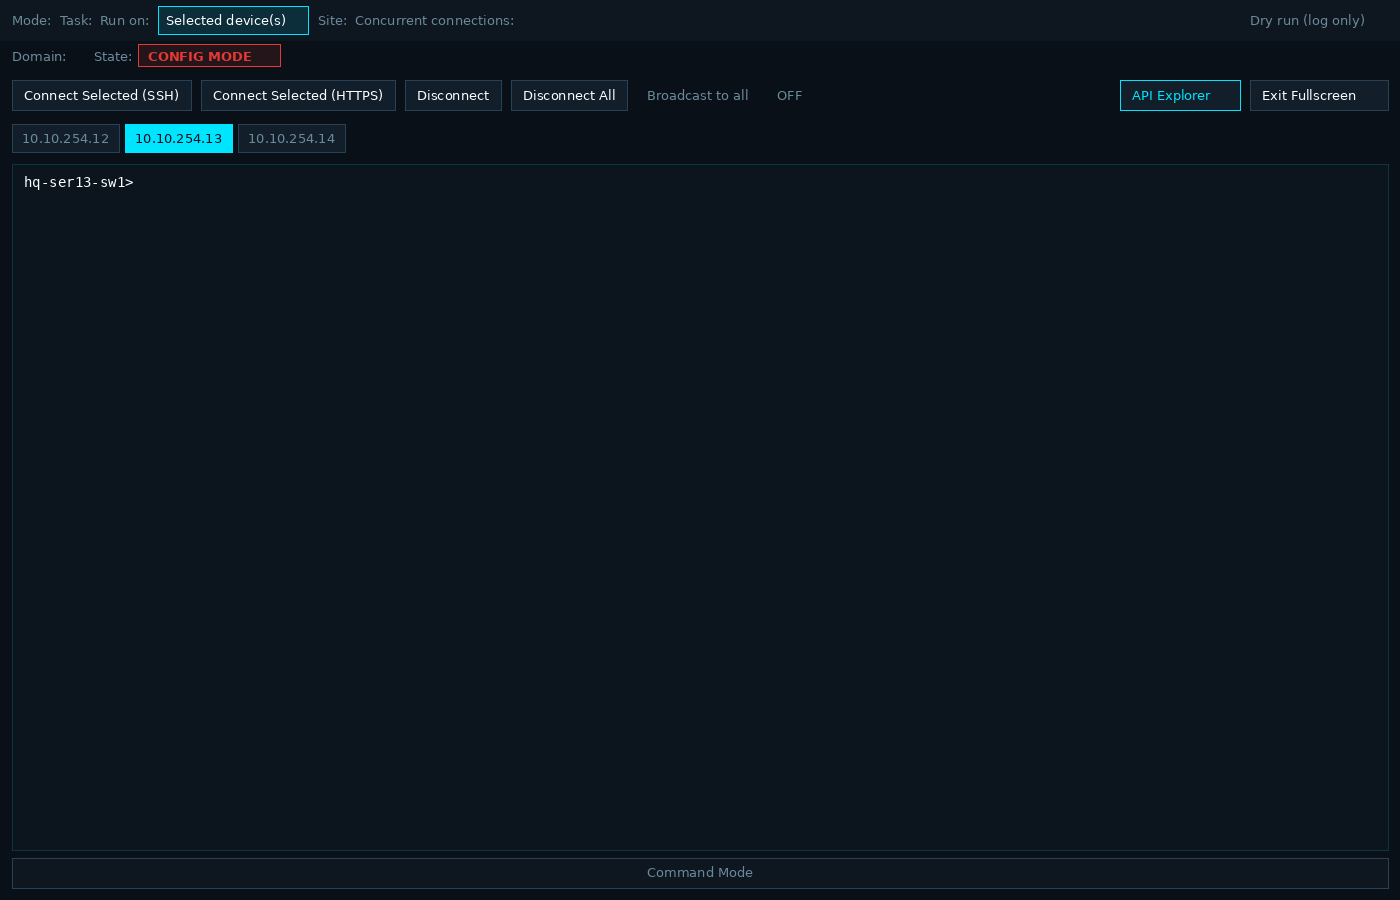 Mode: Task: Run on: Selected device(s) Site: Concurrent connections: Dry run (log only)
Domain: State: CONFIG MODE
Connect Selected (SSH) Connect Selected (HTTPS) Disconnect Disconnect All Broadcast to all OFF API Explorer Exit Fullscreen
10.10.254.12 10.10.254.13 10.10.254.14
hq-ser13-sw1>
Command Mode